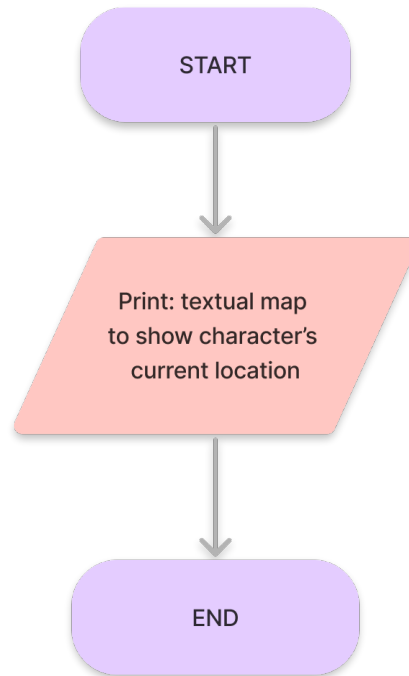 START
Print: textual map
to show character’s
current location
END